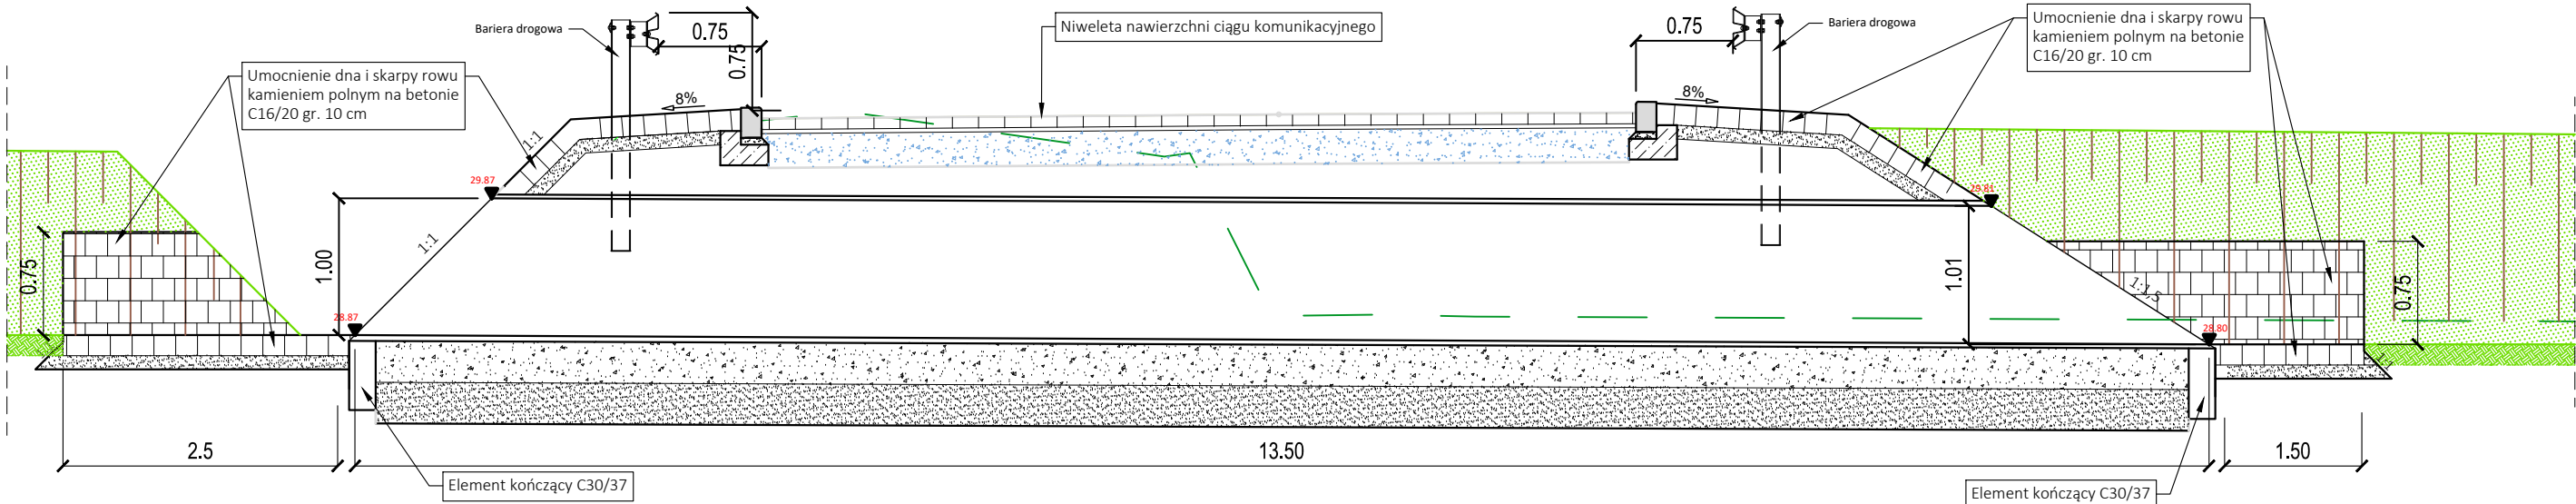 Bariera drogowa
0.75
0.75
Niweleta nawierzchni ciągu komunikacyjnego
0.75
Bariera drogowa
Umocnienie dna i skarpy rowu
kamieniem polnym na betonie
C16/20 gr. 10 cm
Umocnienie dna i skarpy rowu
kamieniem polnym na betonie
C16/20 gr. 10 cm
8%
8%
1:1
29.87
29.81
1:1
1.00
0.75
1.01
1:1,5
0.75
28.87
28.80
1:1
2.5
13.50
1.50
Element kończący C30/37
Element kończący C30/37